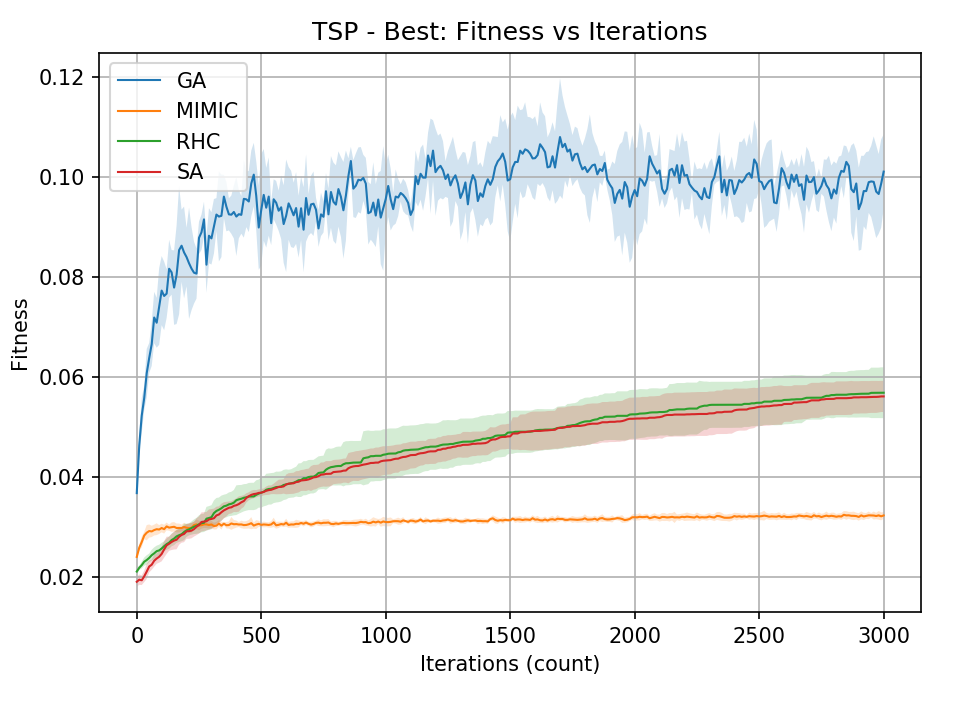 TSP - Best: Fitness vs Iterations
GA
MIMIC
RHC
SA
0.12
0.10
0.08
0.06
0.04
0.02
Fitness
0
500
1000
1500
2000
2500
3000
Iterations (count)